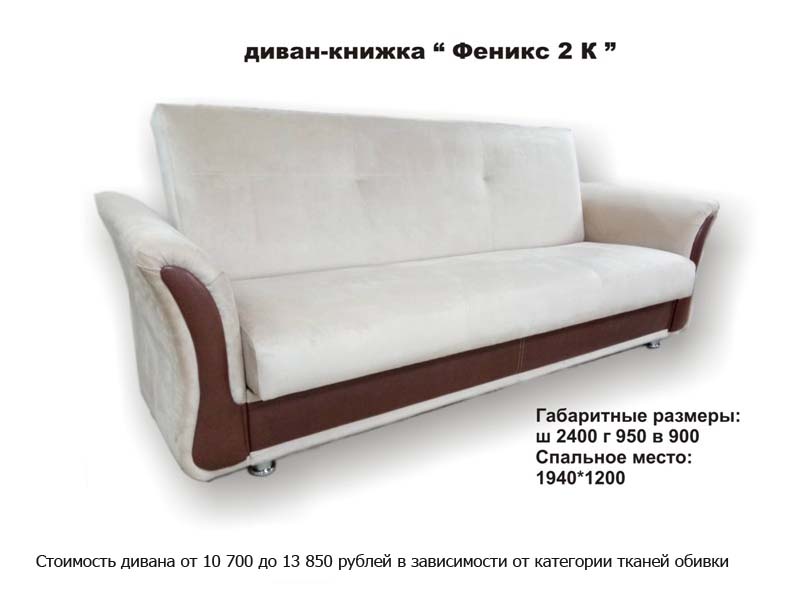 диван-книжка “ Феникс 2 К ”
Габаритные размеры:
ш 2400 г 950 в 900
Спальное место:
1940*1200
Стоимость дивана от 10 700 до 13 850 рублей в зависимости от категории тканей обивки